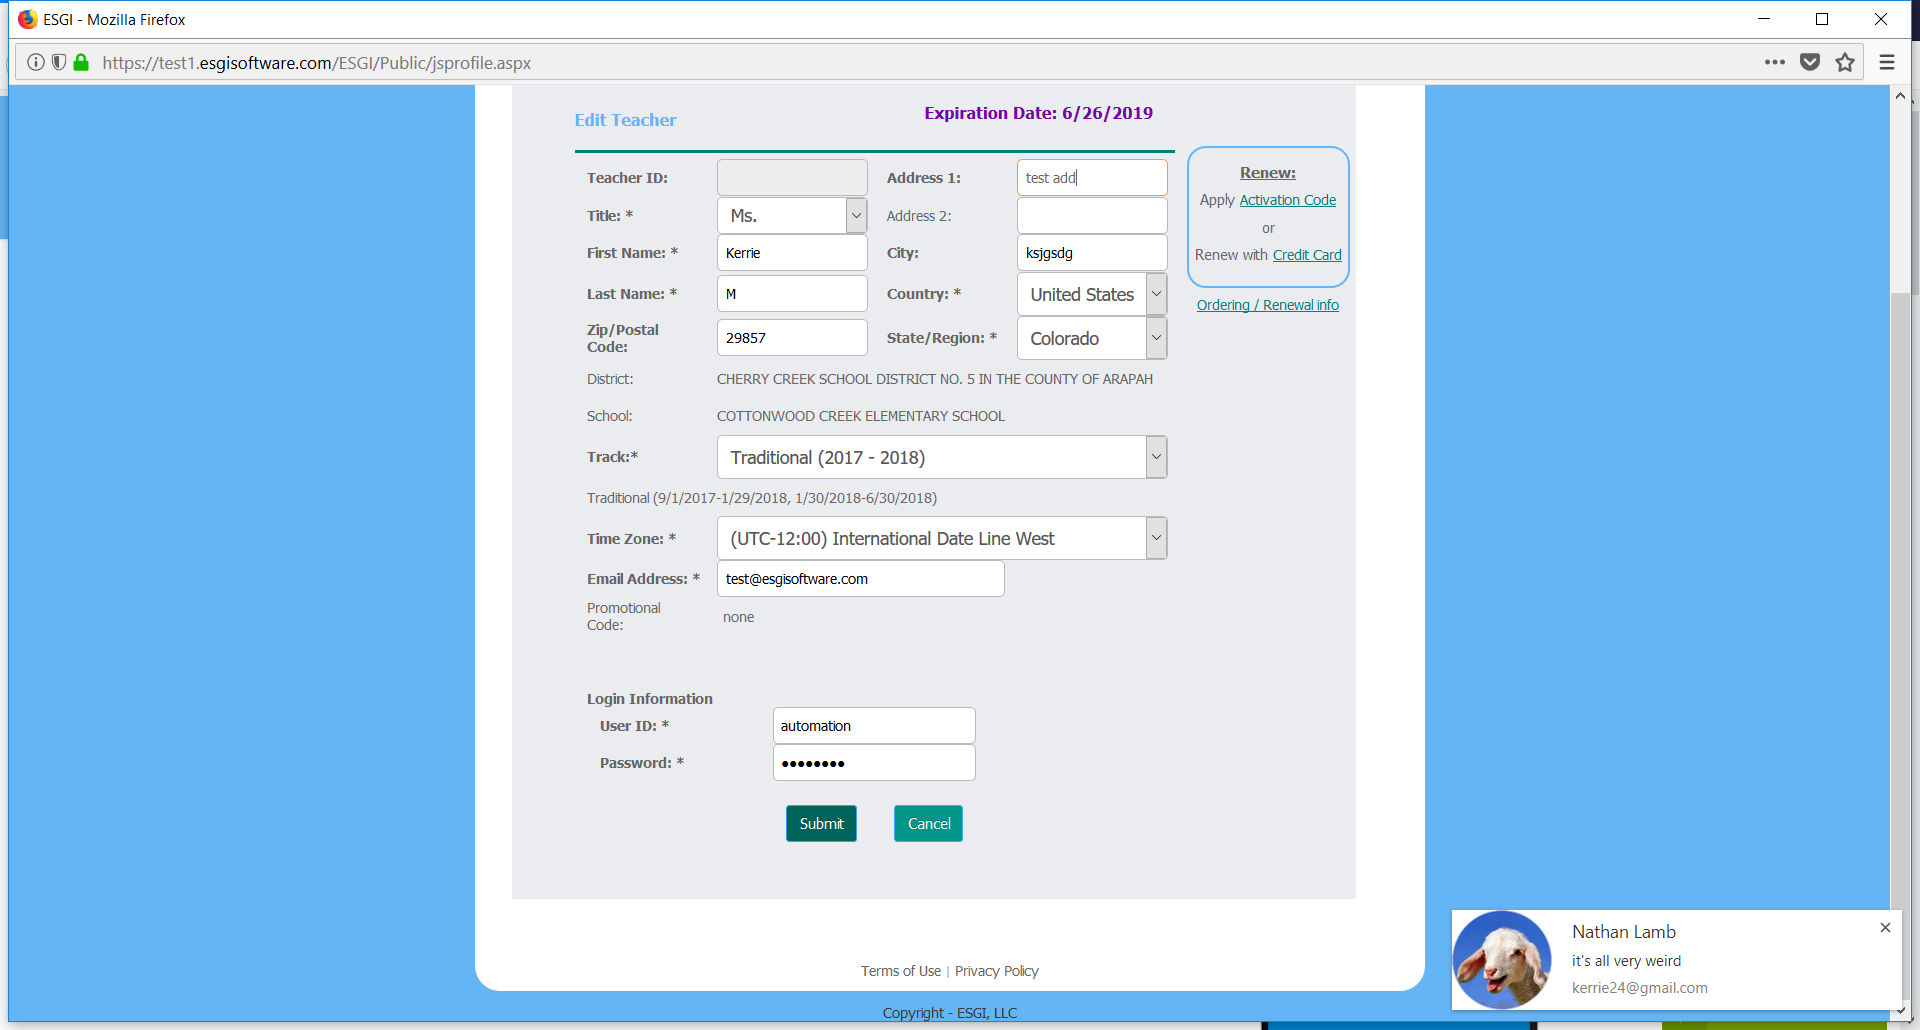 ESGI - Mozilla Firefox
https://test1.esgisoftware.com/ESGI/Public/jsprofile.aspx
Edit Teacher
Expiration Date: 6/26/2019
Teacher ID:
Address 1: test add
Title: * Ms.
Address 2:
First Name: * Kerrie
City: ksjgsdg
Last Name: * M
Country: * United States
Zip/Postal
Code: 29857
State/Region: * Colorado
Renew:
Apply Activation Code
or
Renew with Credit Card
Ordering / Renewal info
District: CHERRY CREEK SCHOOL DISTRICT NO. 5 IN THE COUNTY OF ARAPAH
School: COTTONWOOD CREEK ELEMENTARY SCHOOL
Track:* Traditional (2017 - 2018)
Traditional (9/1/2017-1/29/2018, 1/30/2018-6/30/2018)
Time Zone: * (UTC-12:00) International Date Line West
Email Address: * test@esgisoftware.com
Promotional
Code: none
Login Information
User ID: * automation
Password: * ●●●●●●●●
Submit Cancel
Terms of Use | Privacy Policy
Copyright - ESGI, LLC
Nathan Lamb
it's all very weird
kerrie24@gmail.com